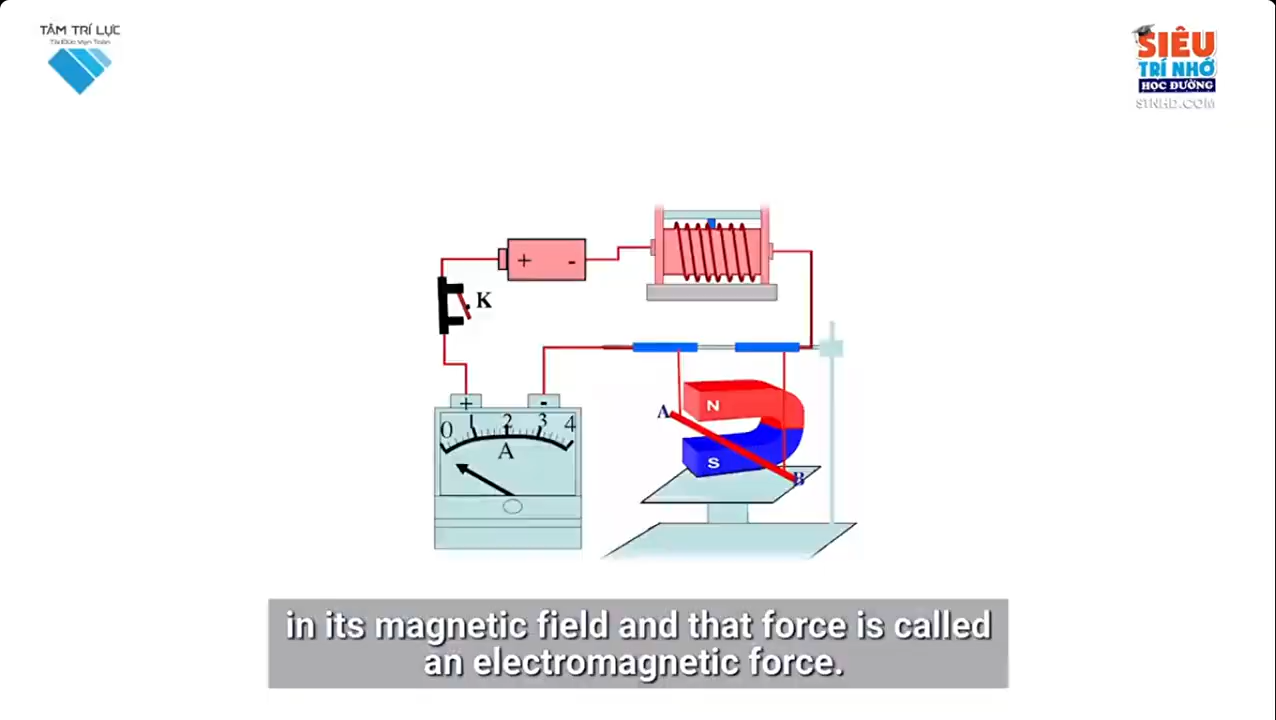 TÂM TRÍ LỰC
SIÊU
TRÍ NHỚ
HỌC ĐƯỜNG
STNHD.COM
+ -
K
+ -
0 1 2 3 4
A
A
N
S
B
in its magnetic field and that force is called
an electromagnetic force.